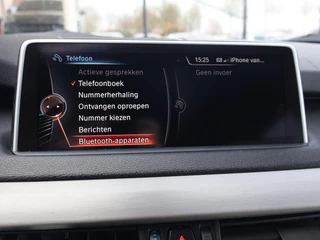 Telefoon
15:25 iPhone van...
Actieve gesprekken
Geen invoer
Telefoonboek
Nummerherhaling
Ontvangen oproepen
Nummer kiezen
Berichten
Bluetooth-apparaten